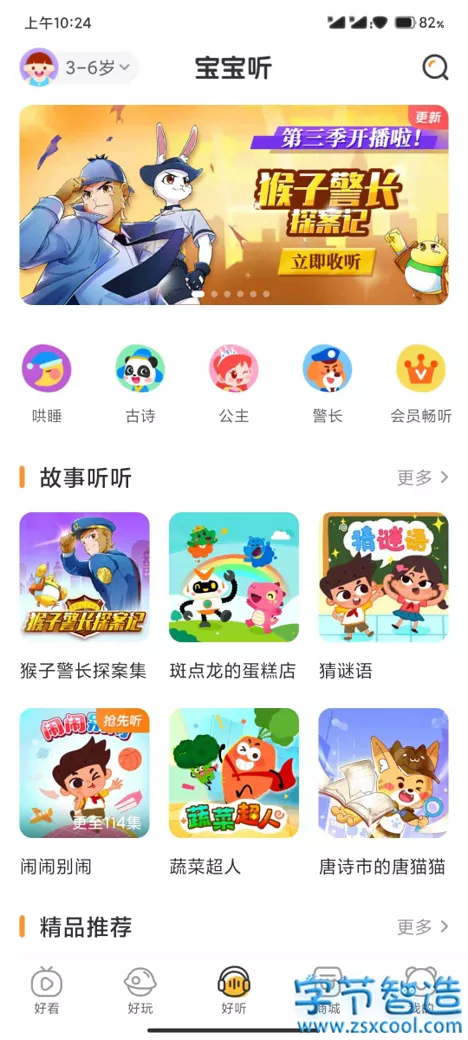 上午10:24
82%
3-6岁
宝宝听
更新
第三季开播啦!
猴子警长
探案记
立即收听
哄睡
古诗
公主
警长
会员畅听
故事听听
更多
猴子警长探案记
猜谜语
猴子警长探案集
斑点龙的蛋糕店
猜谜语
闹闹别闹
抢先听
更至114集
蔬菜超人
闹闹别闹
蔬菜超人
唐诗市的唐猫猫
精品推荐
更多
好看
好玩
好听
商城
我的
字节智造
www.zsxcool.com